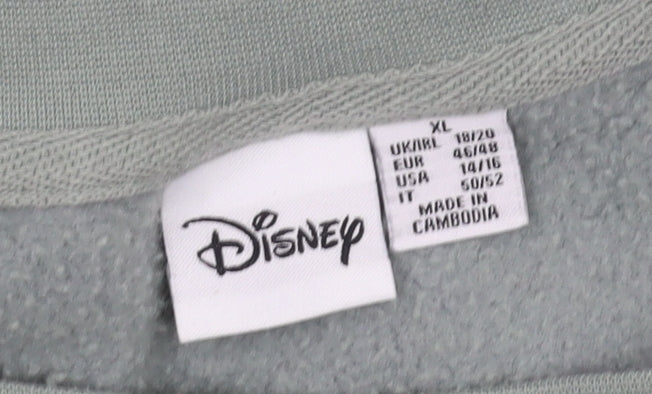 Disney
XL
UK/IRL 18/20
EUR 46/48
USA 14/16
IT 50/52
MADE IN
CAMBODIA